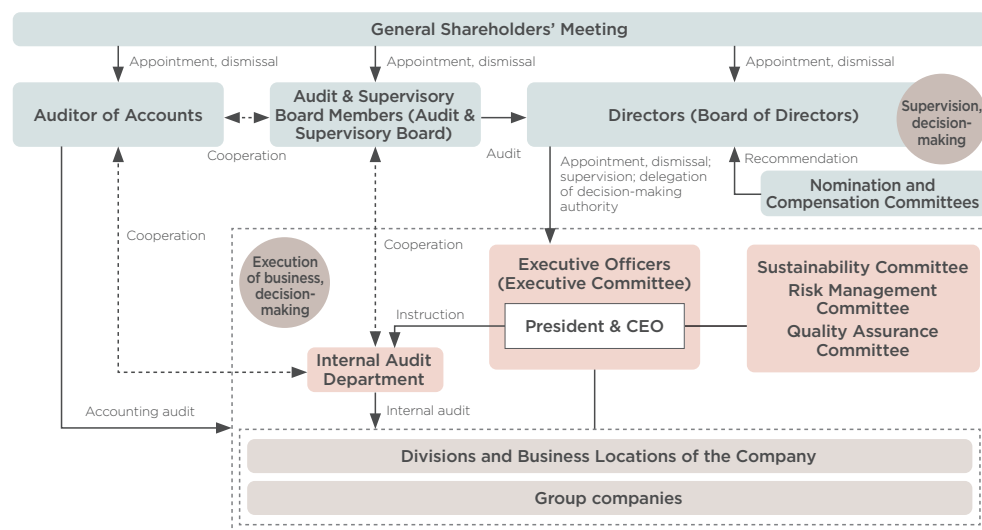 General Shareholders’ Meeting
Appointment, dismissal
Appointment, dismissal
Appointment, dismissal
Auditor of Accounts
Audit & Supervisory
Board Members (Audit &
Supervisory Board)
Directors (Board of Directors)
Supervision,
decision-
making
Cooperation
Audit
Appointment, dismissal;
supervision; delegation
of decision-making
authority
Recommendation
Nomination and
Compensation Committees
Cooperation
Cooperation
Execution
of business,
decision-
making
Executive Officers
(Executive Committee)
President & CEO
Sustainability Committee
Risk Management
Committee
Quality Assurance
Committee
Instruction
Internal Audit
Department
Accounting audit
Internal audit
Divisions and Business Locations of the Company
Group companies